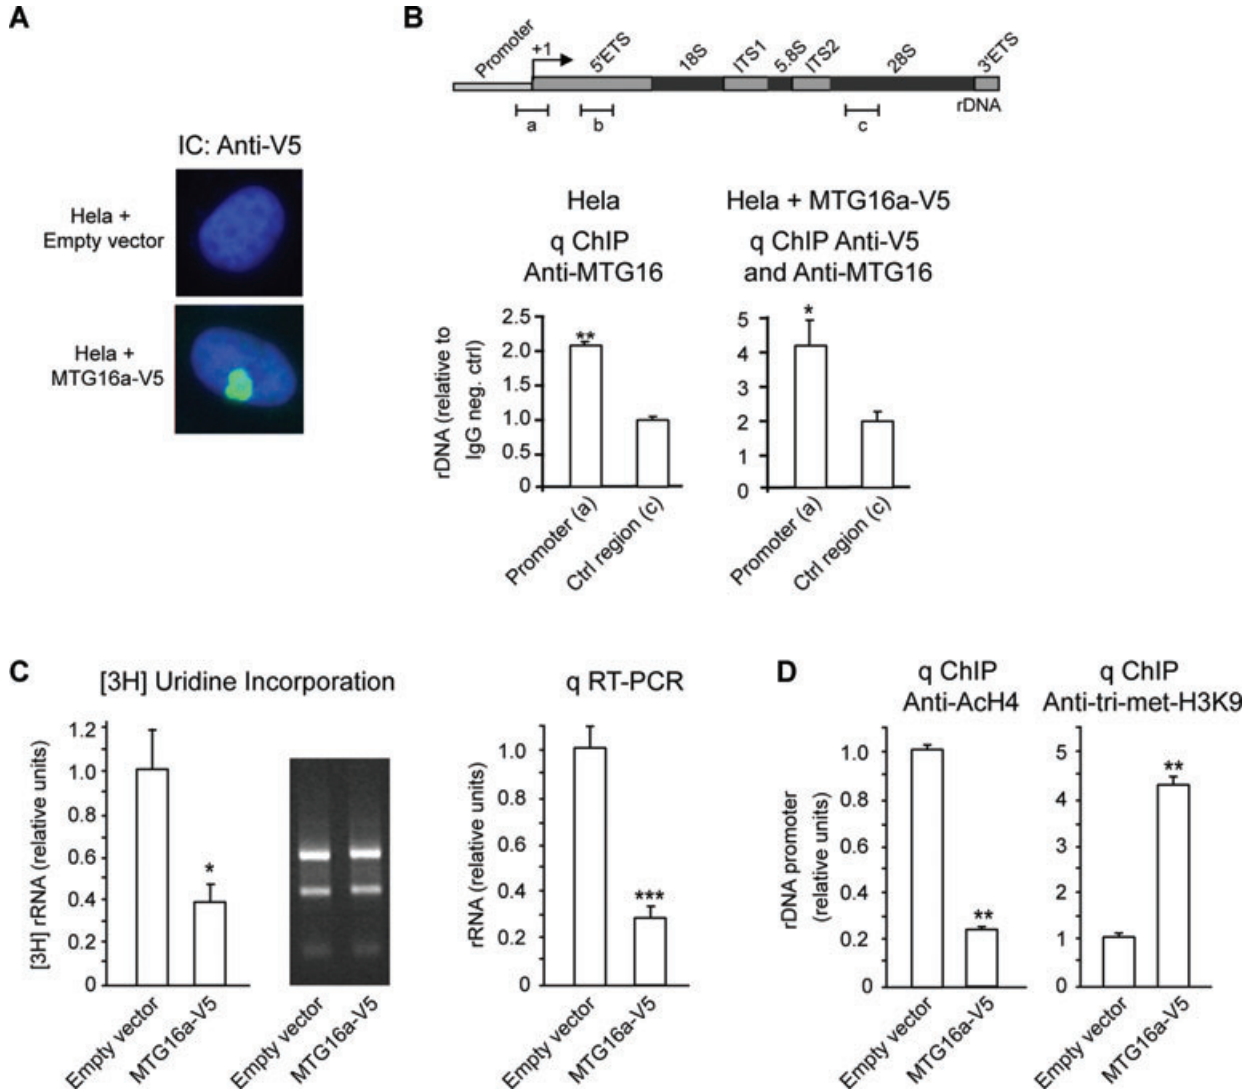 A
IC: Anti-V5
Hela +
Empty vector
Hela +
MTG16a-V5
B
Promoter
+1
5'ETS
18S
ITS1
5.8S
ITS2
28S
3'ETS
rDNA
a
b
c
Hela
q ChIP
Anti-MTG16
rDNA (relative to
IgG neg. ctrl)
2.5
2.0
1.5
1.0
0.5
0
**
Promoter (a)
Ctrl region (c)
Hela + MTG16a-V5
q ChIP Anti-V5
and Anti-MTG16
5
4
3
2
1
0
*
Promoter (a)
Ctrl region (c)
C
[3H] Uridine Incorporation
[3H] rRNA (relative units)
1.2
1.0
0.8
0.6
0.4
0.2
0
*
Empty vector
MTG16a-V5
Empty vector
MTG16a-V5
q RT-PCR
rRNA (relative units)
1.0
0.8
0.6
0.4
0.2
0
***
Empty vector
MTG16a-V5
D
q ChIP
Anti-AcH4
rDNA promoter
(relative units)
1.0
0.8
0.6
0.4
0.2
0
**
Empty vector
MTG16a-V5
q ChIP
Anti-tri-met-H3K9
5
4
3
2
1
0
**
Empty vector
MTG16a-V5